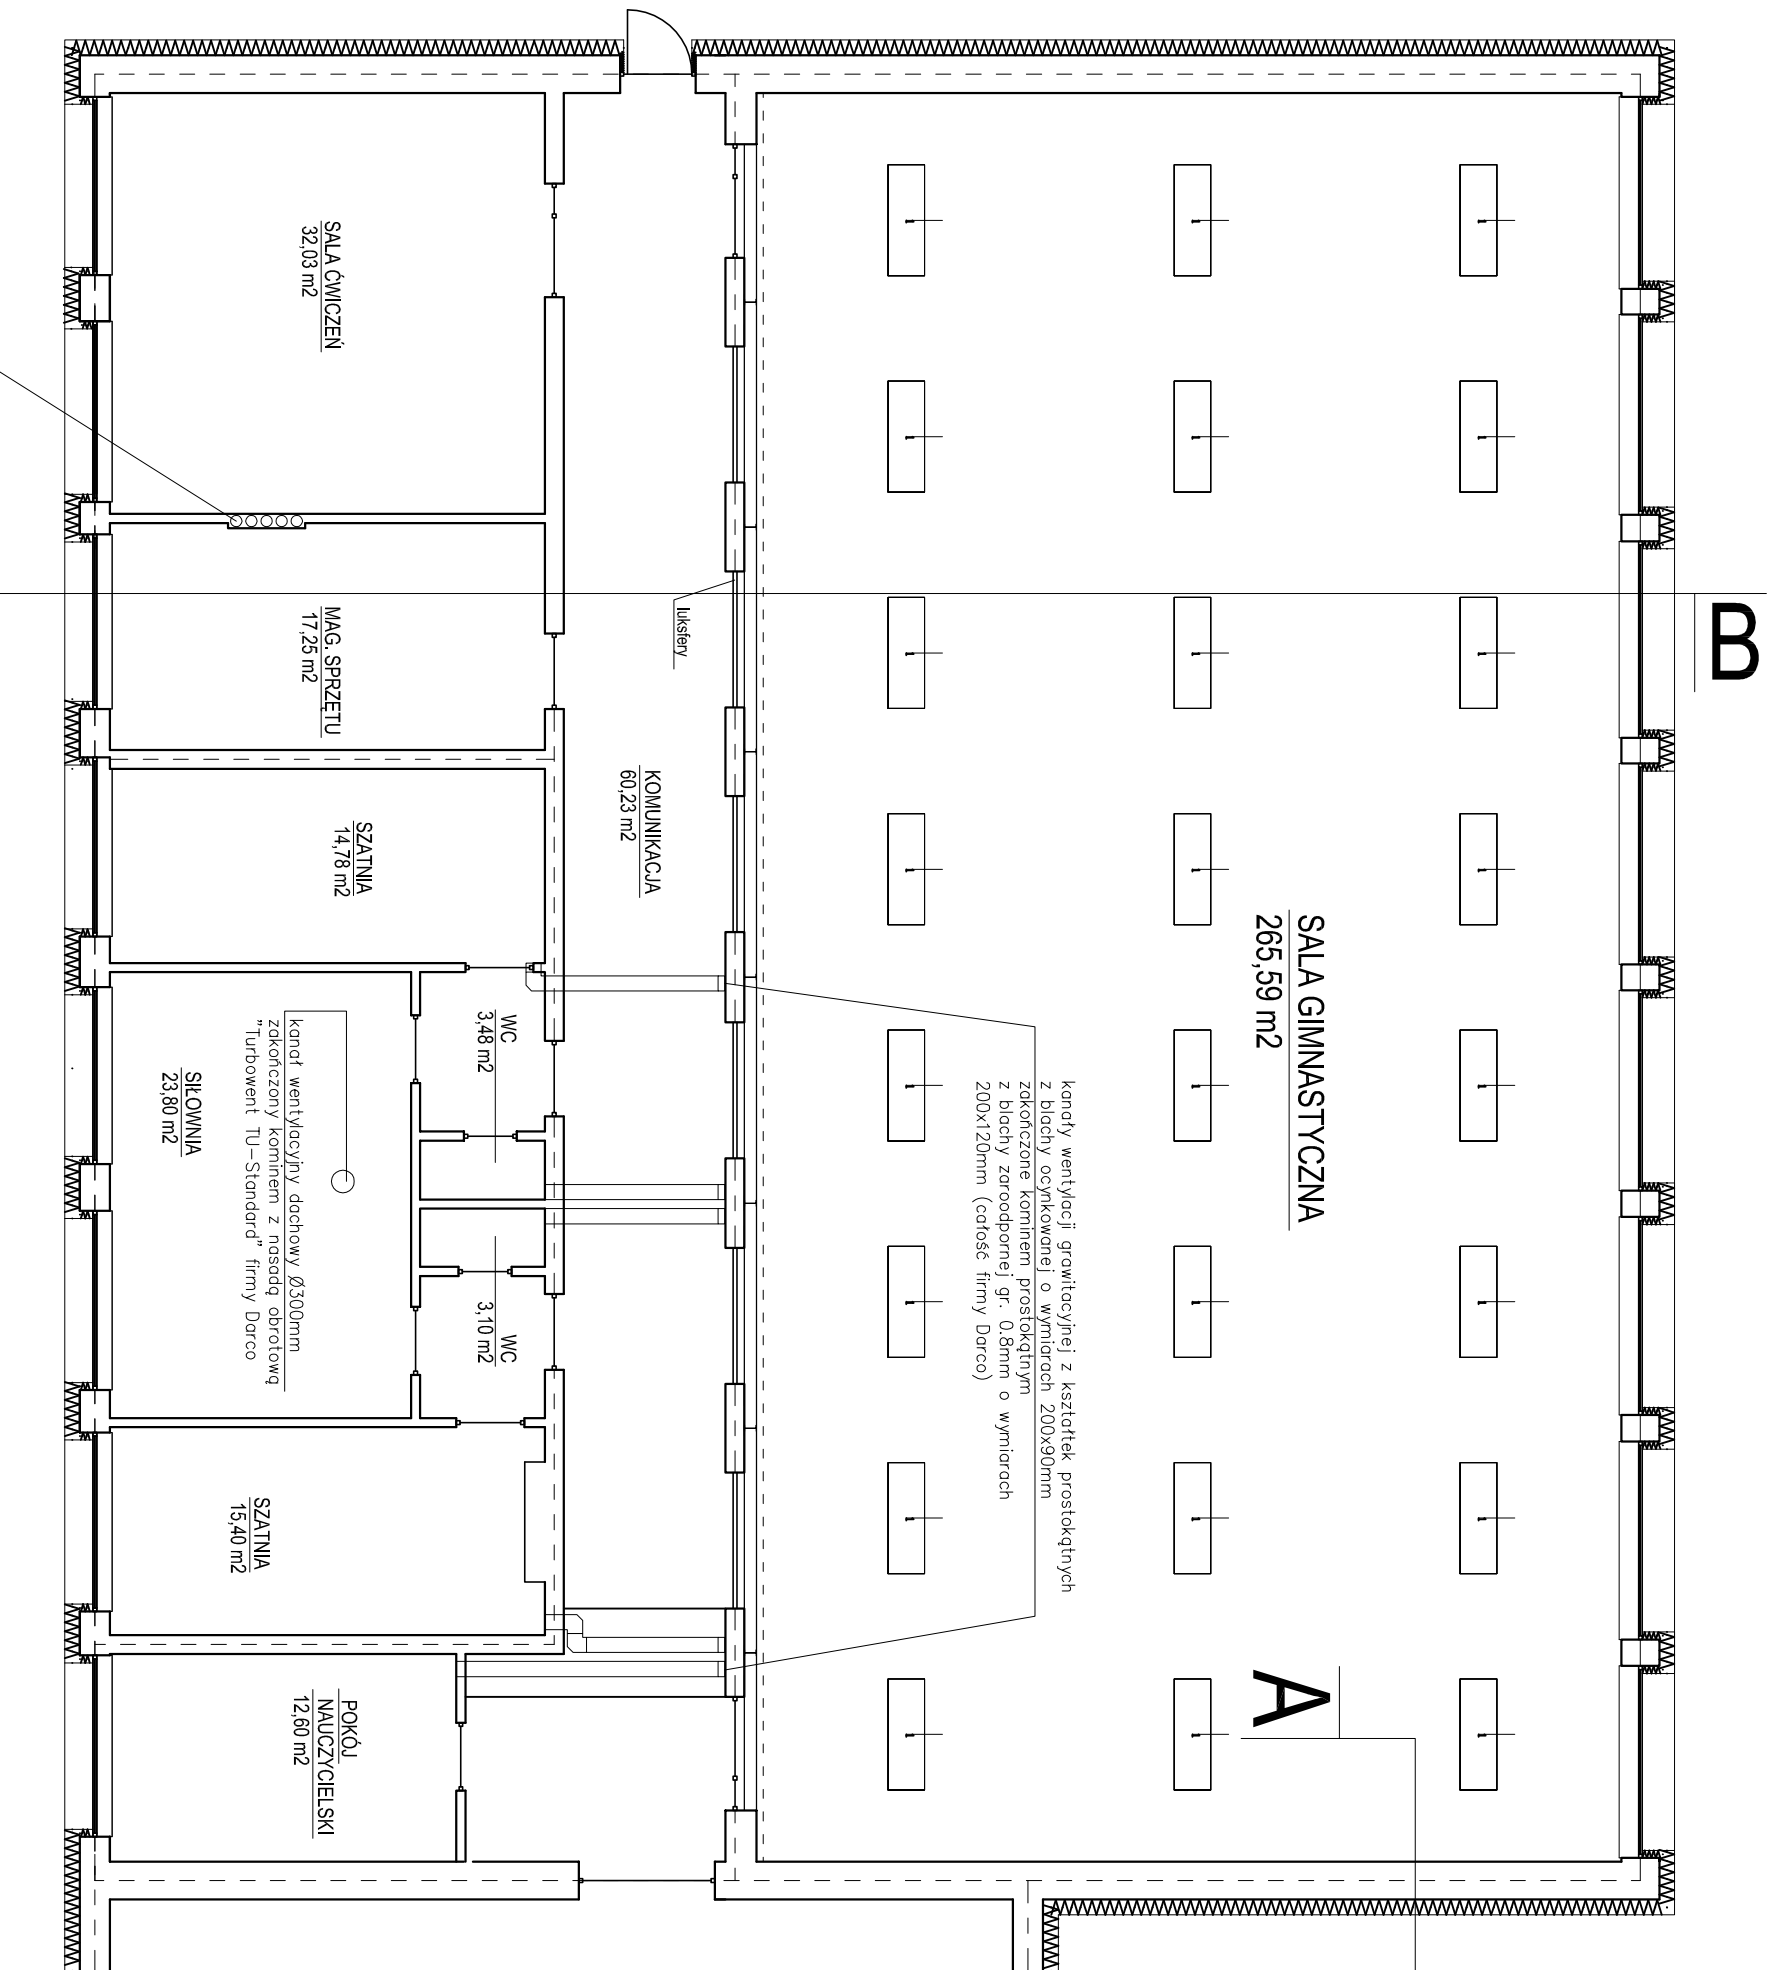 B
SALA ĆWICZEŃ
32,03 m2
MAG. SPRZĘTU
17,25 m2
luksfery
KOMUNIKACJA
60,23 m2
SZATNIA
14,78 m2
SALA GIMNASTYCZNA
265,59 m2
WC
3,48 m2
kanał wentylacyjny dachowy Ø300mm
zakończony kominem z nasadą obrotową
"Turbowent TU-Standard" firmy Darco
SIŁOWNIA
23,80 m2
kanały wentylacji grawitacyjnej z kształtek prostokątnych
z blachy ocynkowanej o wymiarach 200x90mm
zakończone kominem prostokątnym
z blachy żaroodpornej gr. 0.8mm o wymiarach
200x120mm (całość firmy Darco)
WC
3,10 m2
SZATNIA
15,40 m2
POKÓJ
NAUCZYCIELSKI
12,60 m2
A